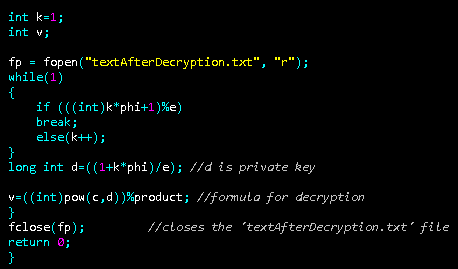 int k=1;
int v;
fp = fopen("textAfterDecryption.txt", "r");
while(1)
{
if (((int)k*phi+1)%e)
break;
else(k++);
}
long int d=((1+k*phi)/e); //d is private key
v=((int)pow(c,d))%product; //formula for decryption
}
fclose(fp); //closes the 'textAfterDecryption.txt' file
return 0;
}